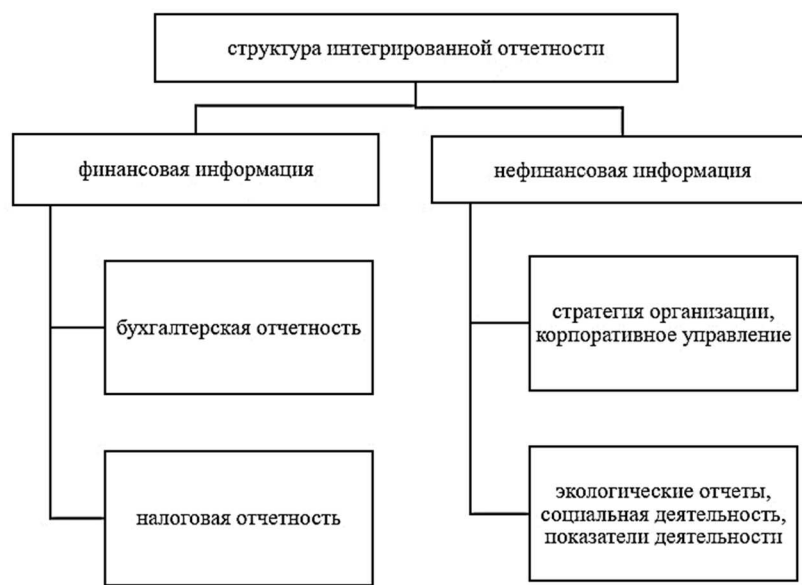 структура интегрированной отчетности
финансовая информация
нефинансовая информация
бухгалтерская отчетность
стратегия организации,
корпоративное управление
налоговая отчетность
экологические отчеты,
социальная деятельность,
показатели деятельности